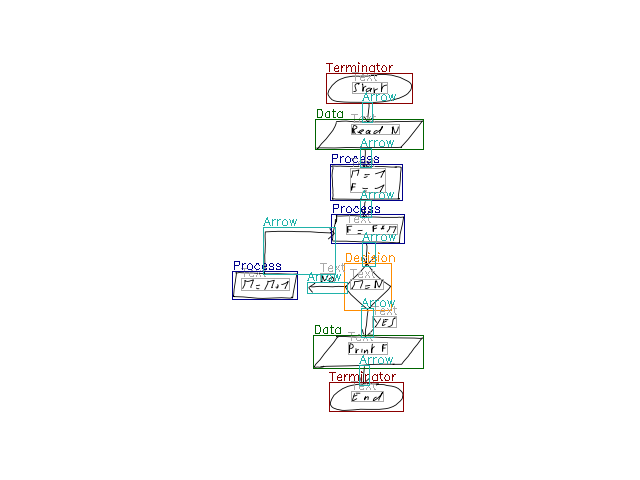 Terminator
Text
Start
Arrow
Data
Text
Read N
Arrow
Process
Text
M = 1
F = 1
Arrow
Process
Text
F = F*M
Arrow
Arrow
Decision
Text
M = N
Text
NO
Arrow
Process
Text
M = M+1
Arrow
Text
YES
Data
Text
Print F
Arrow
Terminator
Text
End